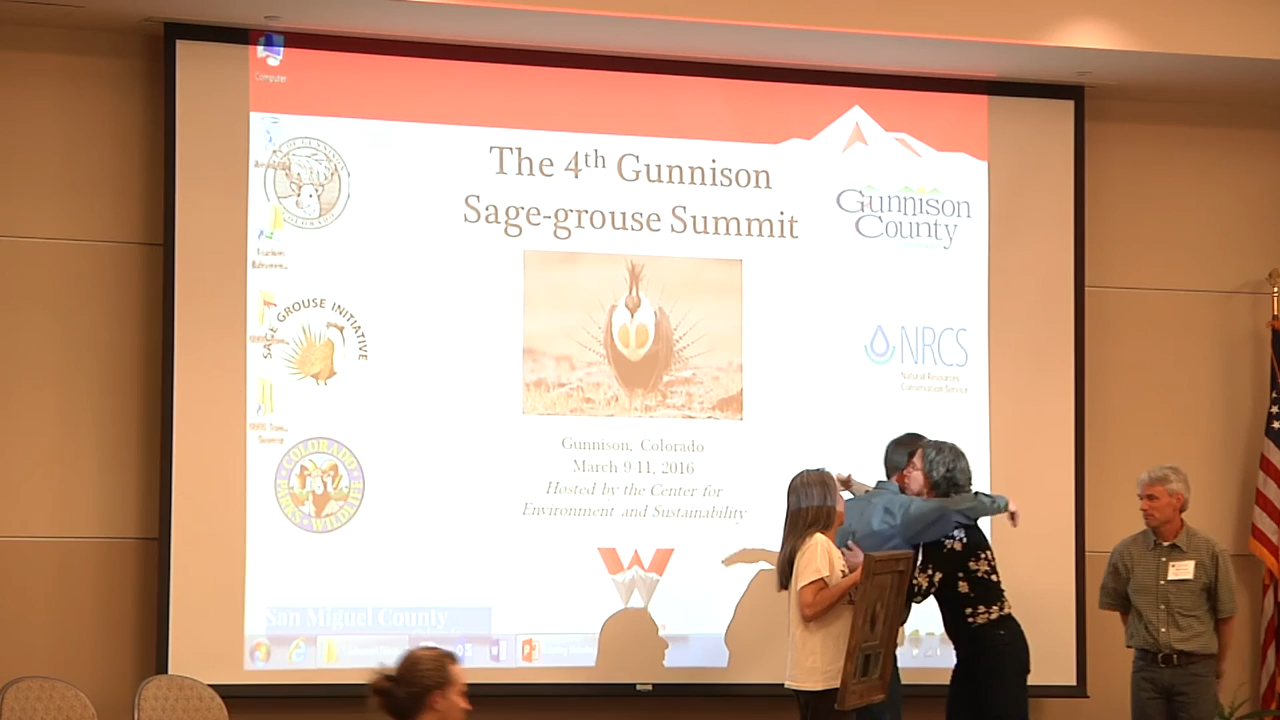 Computer
The 4th Gunnison
Sage-grouse Summit
Gunnison
County
SAGE GROUSE INITIATIVE
NRCS
Natural Resources
Conservation Service
COLORADO
PARKS WILDLIFE
Gunnison, Colorado
March 9-11, 2016
Hosted by the Center for
Environment and Sustainability
W
San Miguel County